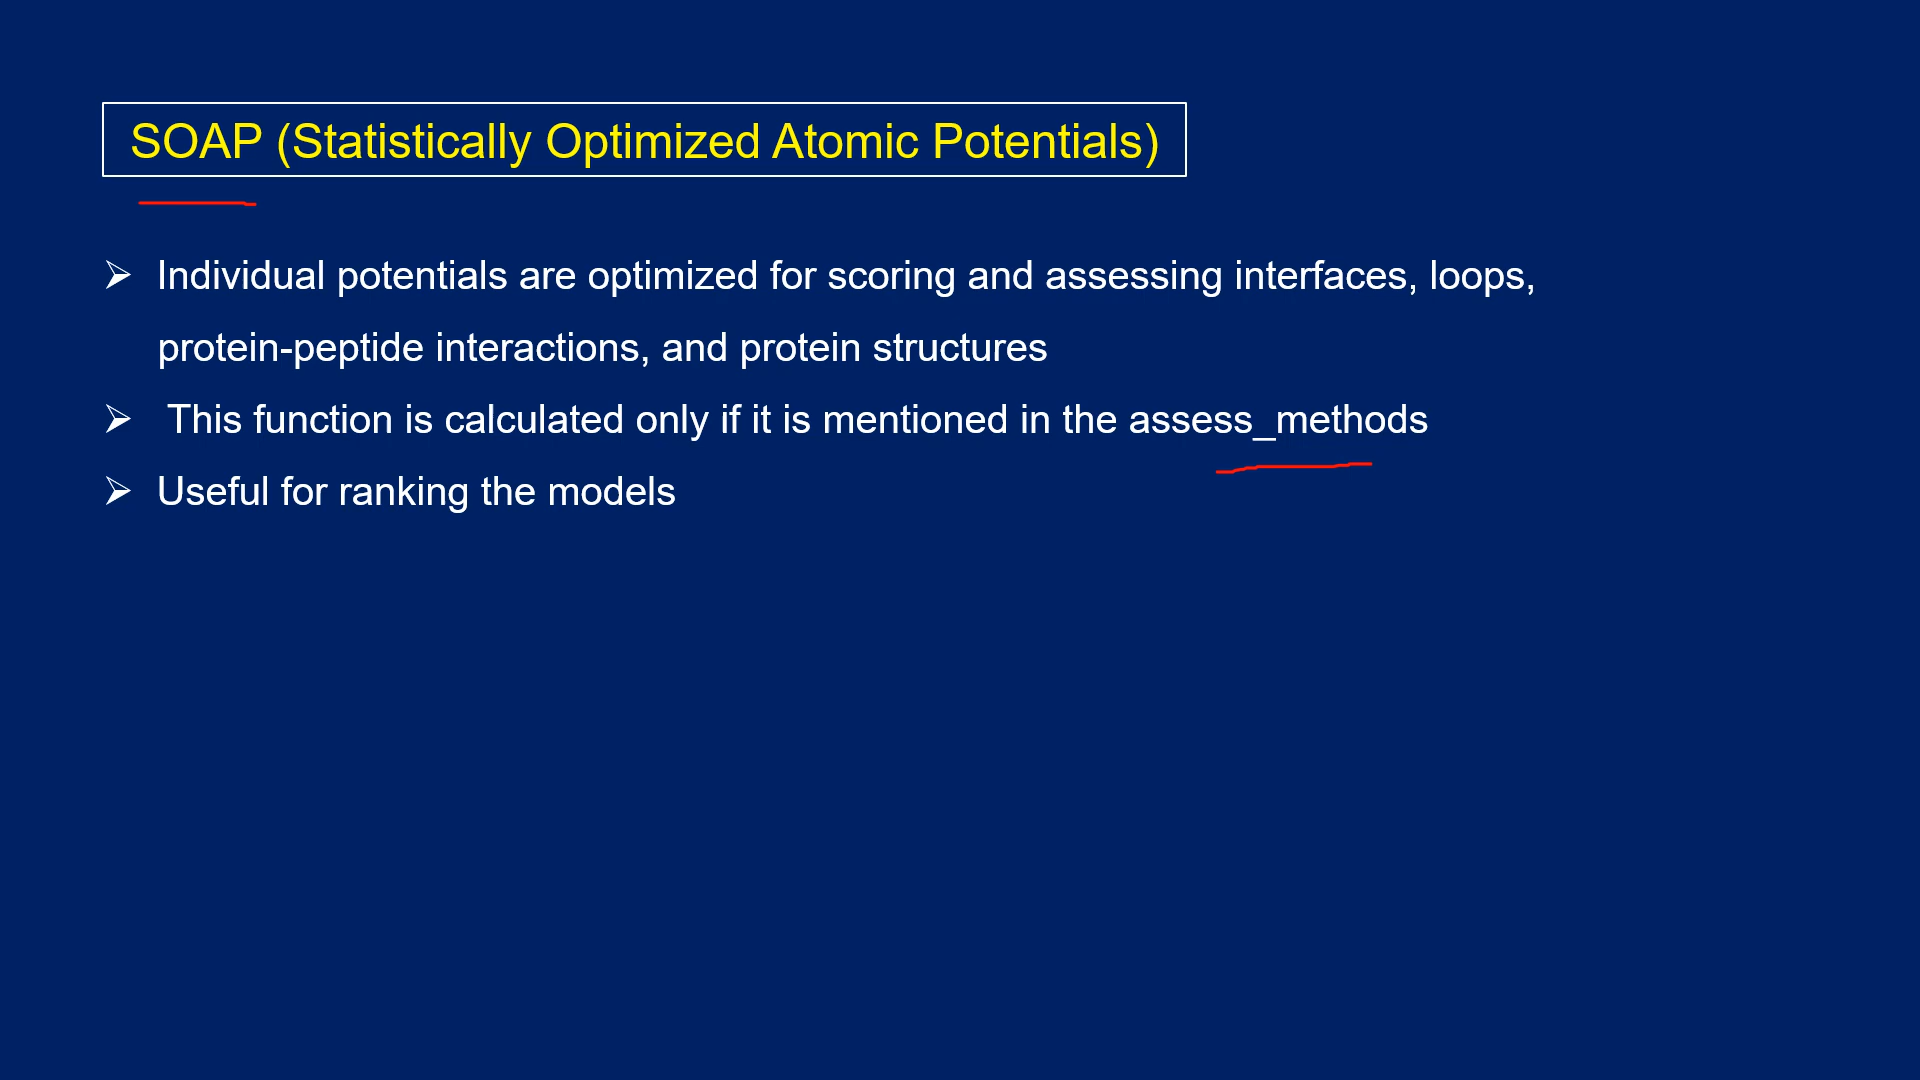 SOAP (Statistically Optimized Atomic Potentials)
Individual potentials are optimized for scoring and assessing interfaces, loops,
protein-peptide interactions, and protein structures
This function is calculated only if it is mentioned in the assess_methods
Useful for ranking the models